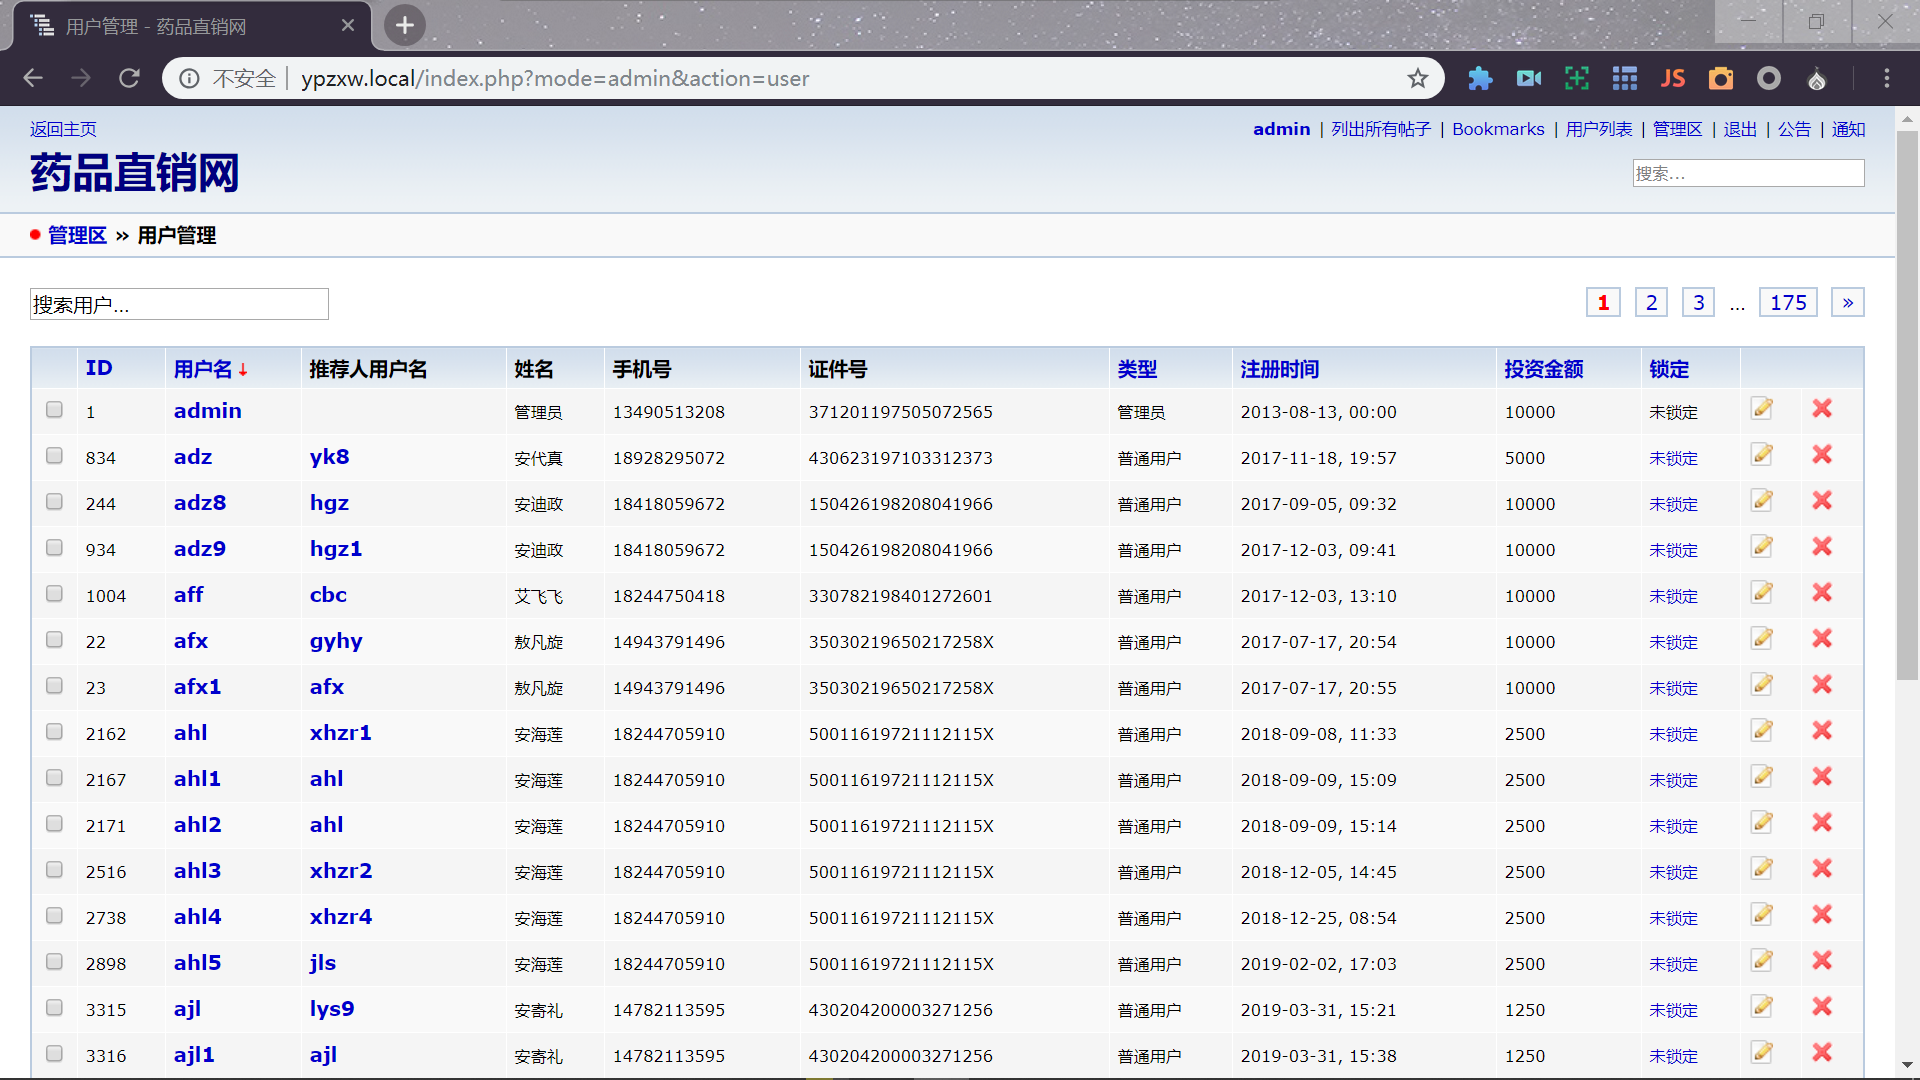 用户管理 - 药品直销网
不安全 ypzxw.local/index.php?mode=admin&action=user
JS
返回主页
admin | 列出所有帖子 | Bookmarks | 用户列表 | 管理区 | 退出 | 公告 | 通知
药品直销网
搜索...
管理区 » 用户管理
搜索用户...
1 2 3 ... 175 »
ID 用户名↓ 推荐人用户名 姓名 手机号 证件号 类型 注册时间 投资金额 锁定
1 admin 管理员 13490513208 371201197505072565 管理员 2013-08-13, 00:00 10000 未锁定
834 adz yk8 安代真 18928295072 430623197103312373 普通用户 2017-11-18, 19:57 5000 未锁定
244 adz8 hgz 安迪政 18418059672 150426198208041966 普通用户 2017-09-05, 09:32 10000 未锁定
934 adz9 hgz1 安迪政 18418059672 150426198208041966 普通用户 2017-12-03, 09:41 10000 未锁定
1004 aff cbc 艾飞飞 18244750418 330782198401272601 普通用户 2017-12-03, 13:10 10000 未锁定
22 afx gyhy 敖凡旋 14943791496 35030219650217258X 普通用户 2017-07-17, 20:54 10000 未锁定
23 afx1 afx 敖凡旋 14943791496 35030219650217258X 普通用户 2017-07-17, 20:55 10000 未锁定
2162 ahl xhzr1 安海莲 18244705910 50011619721112115X 普通用户 2018-09-08, 11:33 2500 未锁定
2167 ahl1 ahl 安海莲 18244705910 50011619721112115X 普通用户 2018-09-09, 15:09 2500 未锁定
2171 ahl2 ahl 安海莲 18244705910 50011619721112115X 普通用户 2018-09-09, 15:14 2500 未锁定
2516 ahl3 xhzr2 安海莲 18244705910 50011619721112115X 普通用户 2018-12-05, 14:45 2500 未锁定
2738 ahl4 xhzr4 安海莲 18244705910 50011619721112115X 普通用户 2018-12-25, 08:54 2500 未锁定
2898 ahl5 jls 安海莲 18244705910 50011619721112115X 普通用户 2019-02-02, 17:03 2500 未锁定
3315 ajl lys9 安寄礼 14782113595 430204200003271256 普通用户 2019-03-31, 15:21 1250 未锁定
3316 ajl1 ajl 安寄礼 14782113595 430204200003271256 普通用户 2019-03-31, 15:38 1250 未锁定